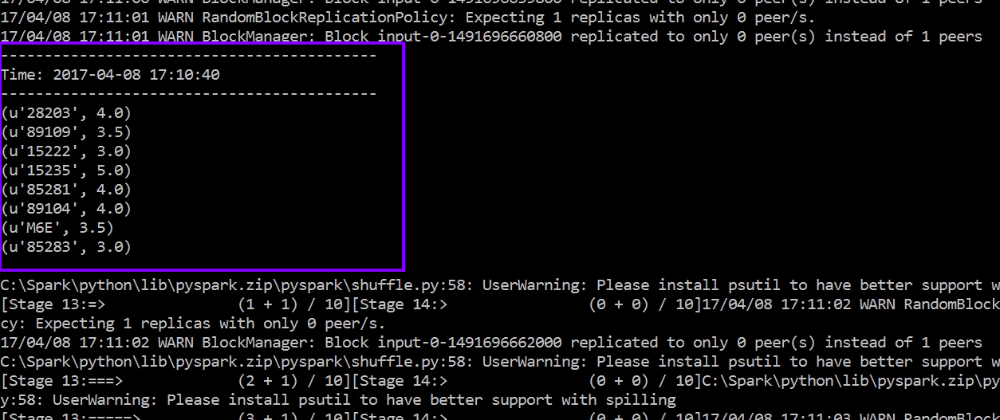 17/04/08 17:11:00 WARN BlockManager: Block input-0-1491696659800 replicated to only 0 peer(s) instead of 1 peers
17/04/08 17:11:01 WARN RandomBlockReplicationPolicy: Expecting 1 replicas with only 0 peer/s.
17/04/08 17:11:01 WARN BlockManager: Block input-0-1491696660800 replicated to only 0 peer(s) instead of 1 peers
-------------------------------------------
Time: 2017-04-08 17:10:40
-------------------------------------------
(u'28203', 4.0)
(u'89109', 3.5)
(u'15222', 3.0)
(u'15235', 5.0)
(u'85281', 4.0)
(u'89104', 4.0)
(u'M6E', 3.5)
(u'85283', 3.0)
C:\Spark\python\lib\pyspark.zip\pyspark\shuffle.py:58: UserWarning: Please install psutil to have better support w
[Stage 13:=>              (1 + 1) / 10][Stage 14:>                (0 + 0) / 10]17/04/08 17:11:02 WARN RandomBlock
cy: Expecting 1 replicas with only 0 peer/s.
17/04/08 17:11:02 WARN BlockManager: Block input-0-1491696662000 replicated to only 0 peer(s) instead of 1 peers
C:\Spark\python\lib\pyspark.zip\pyspark\shuffle.py:58: UserWarning: Please install psutil to have better support w
[Stage 13:===>            (2 + 1) / 10][Stage 14:>                (0 + 0) / 10]C:\Spark\python\lib\pyspark.zip\py
y:58: UserWarning: Please install psutil to have better support with spilling
[Stage 13:=====>          (3 + 1) / 10][Stage 14:>                (0 + 0) / 10]17/04/08 17:11:03 WARN RandomBlock